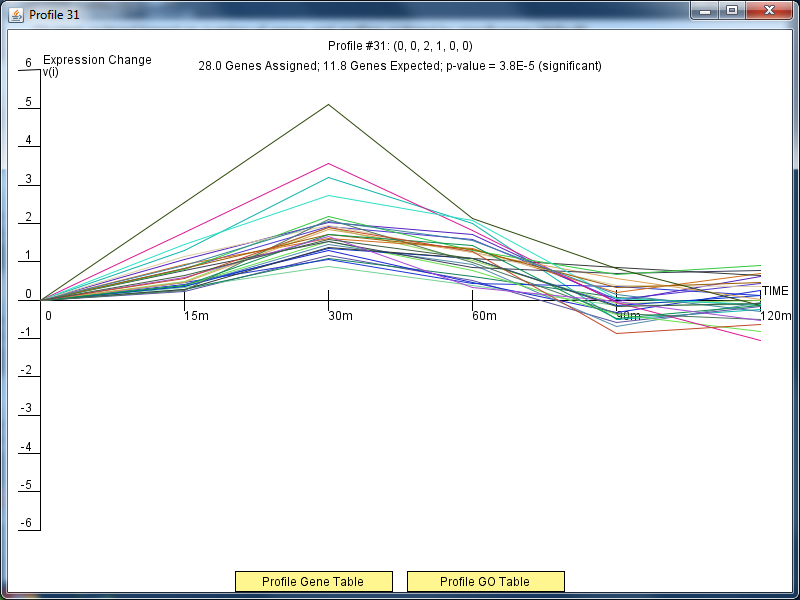 Profile 31
Profile #31: (0, 0, 2, 1, 0, 0)
28.0 Genes Assigned; 11.8 Genes Expected; p-value = 3.8E-5 (significant)
Expression Change
v(i)
6
5
4
3
2
1
0
-1
-2
-3
-4
-5
-6
TIME
0 15m 30m 60m 90m 120m
Profile Gene Table Profile GO Table